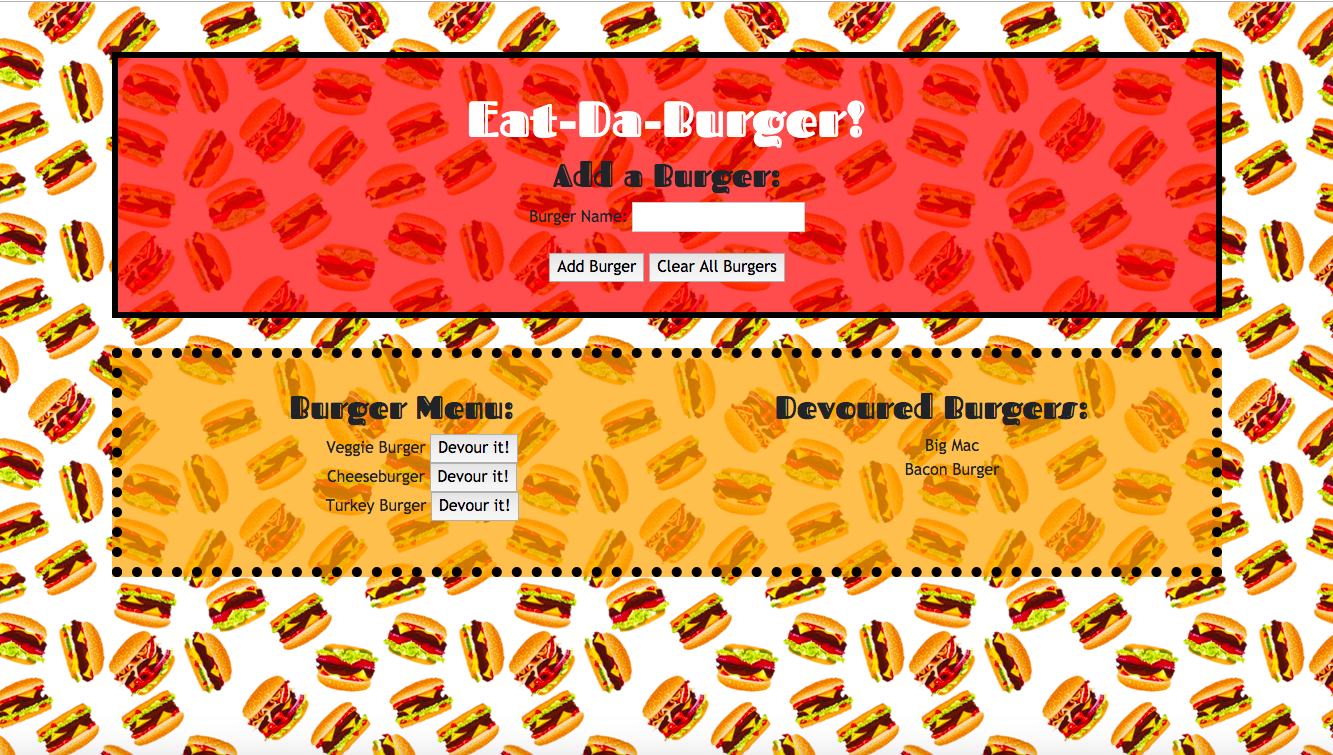 Eat-Da-Burger!
Add a Burger:
Burger Name:
Add Burger Clear All Burgers
Burger Menu:
Veggie Burger Devour it!
Cheeseburger Devour it!
Turkey Burger Devour it!
Devoured Burgers:
Big Mac
Bacon Burger